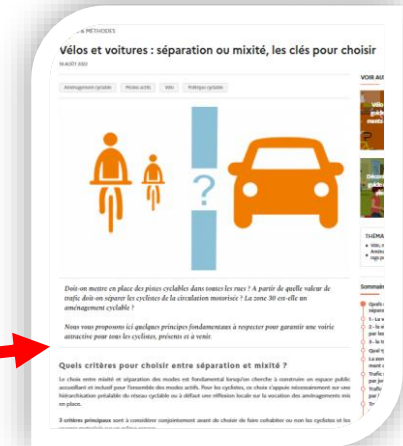 & MÉTHODES
Vélos et voitures : séparation ou mixité, les clés pour choisir
Aménagement cyclable
Modes actifs
Vélo
Politique cyclable
?
Doit-on mettre en place des pistes cyclables dans toutes les rues ? A partir de quelle valeur de
trafic doit-on séparer les cyclistes de la circulation motorisée ? La zone 30 est-elle un
aménagement cyclable ?
Nous vous proposons ici quelques principes fondamentaux à respecter pour garantir une voirie
attractive pour tous les cyclistes, présents et à venir.
Quels critères pour choisir entre séparation et mixité ?
Le choix entre mixité et séparation des modes est fondamental lorsqu'on cherche à construire un espace public
accueillant et inclusif pour l'ensemble des modes actifs. Pour les cyclistes, ce choix s'appuie nécessairement sur une
hiérarchisation préalable du réseau cyclable ou à défaut une réflexion locale sur la vocation des aménagements mis
en place.
3 critères principaux sont à considérer conjointement avant de choisir de faire cohabiter ou non les cyclistes et les
VOIR AU
THÉMA
Sommai